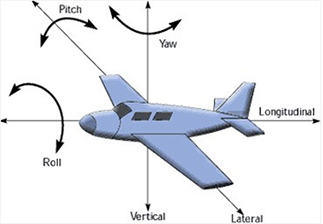 Pitch
Yaw
Longitudinal
Roll
Vertical
Lateral